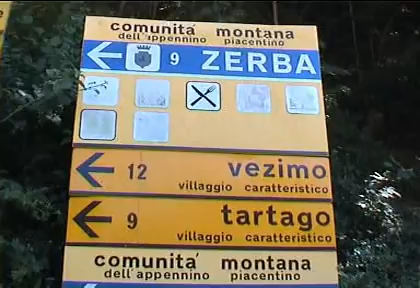 comunita' montana
dell'appennino piacentino
9 ZERBA
12 vezimo
villaggio caratteristico
9 tartago
villaggio caratteristico
comunita' montana
dell'appennino piacentino